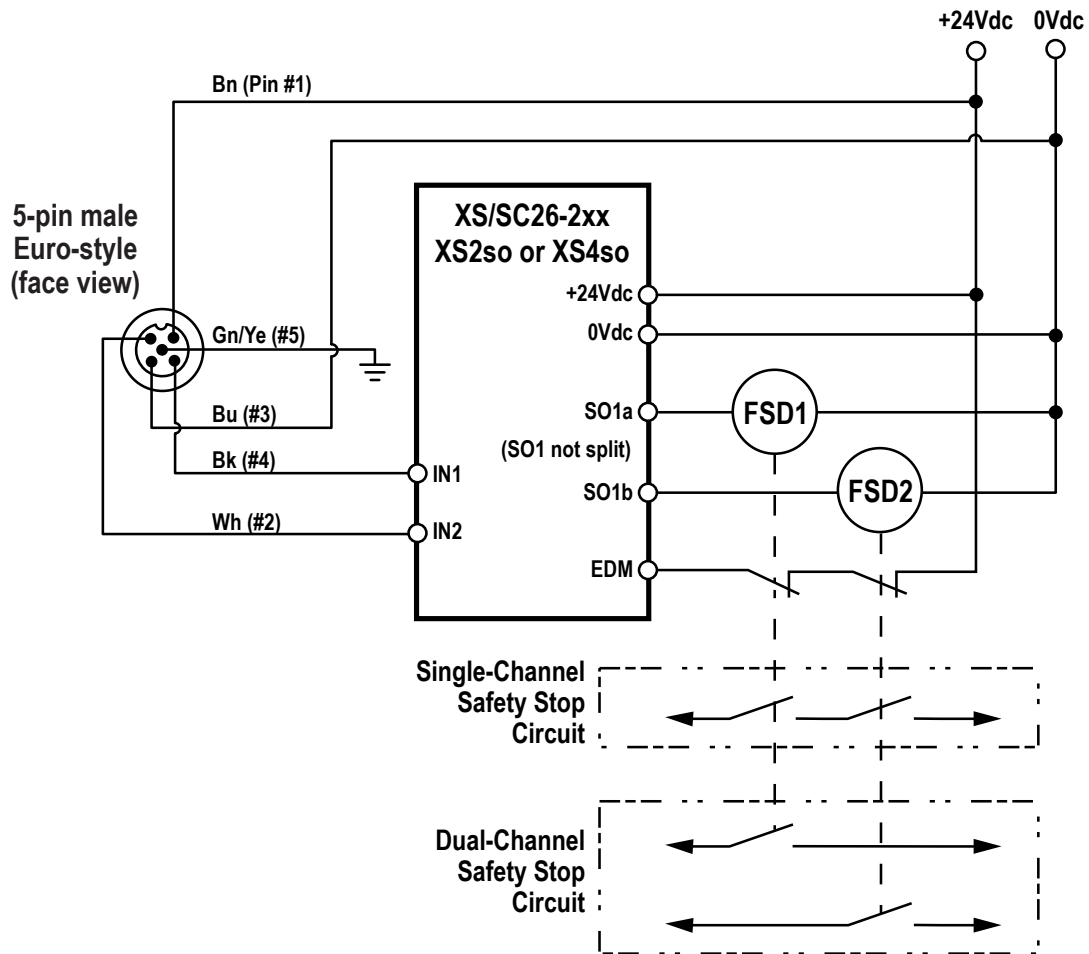 +24Vdc 0Vdc
Bn (Pin #1)
5-pin male
Euro-style
(face view)
XS/SC26-2xx
XS2so or XS4so
+24Vdc
0Vdc
Gn/Ye (#5)
Bu (#3)
SO1a
FSD1
(SO1 not split)
Bk (#4)
IN1
SO1b
FSD2
Wh (#2)
IN2
EDM
Single-Channel
Safety Stop
Circuit
Dual-Channel
Safety Stop
Circuit